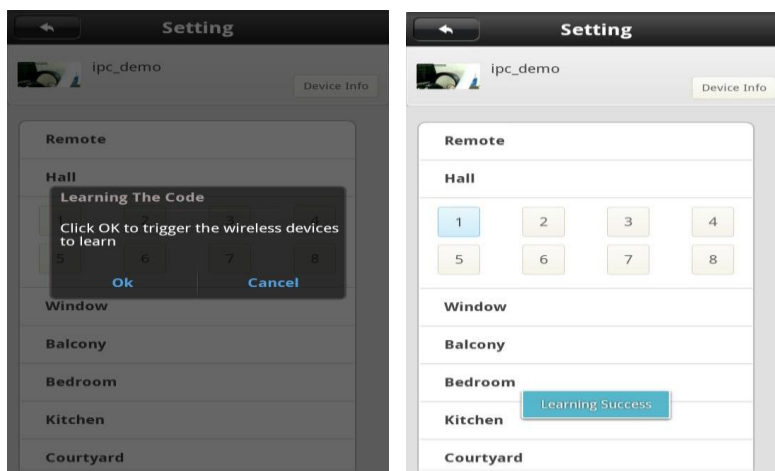 Setting
ipc_demo
Device Info
Remote
Hall
Learning The Code
1 2 3 4
Click OK to trigger the wireless devices
to learn
5 6 7 8
Ok Cancel
Window
Balcony
Bedroom
Kitchen
Courtyard
Setting
ipc_demo
Device Info
Remote
Hall
1 2 3 4
5 6 7 8
Window
Balcony
Bedroom
Learning Success
Kitchen
Courtyard